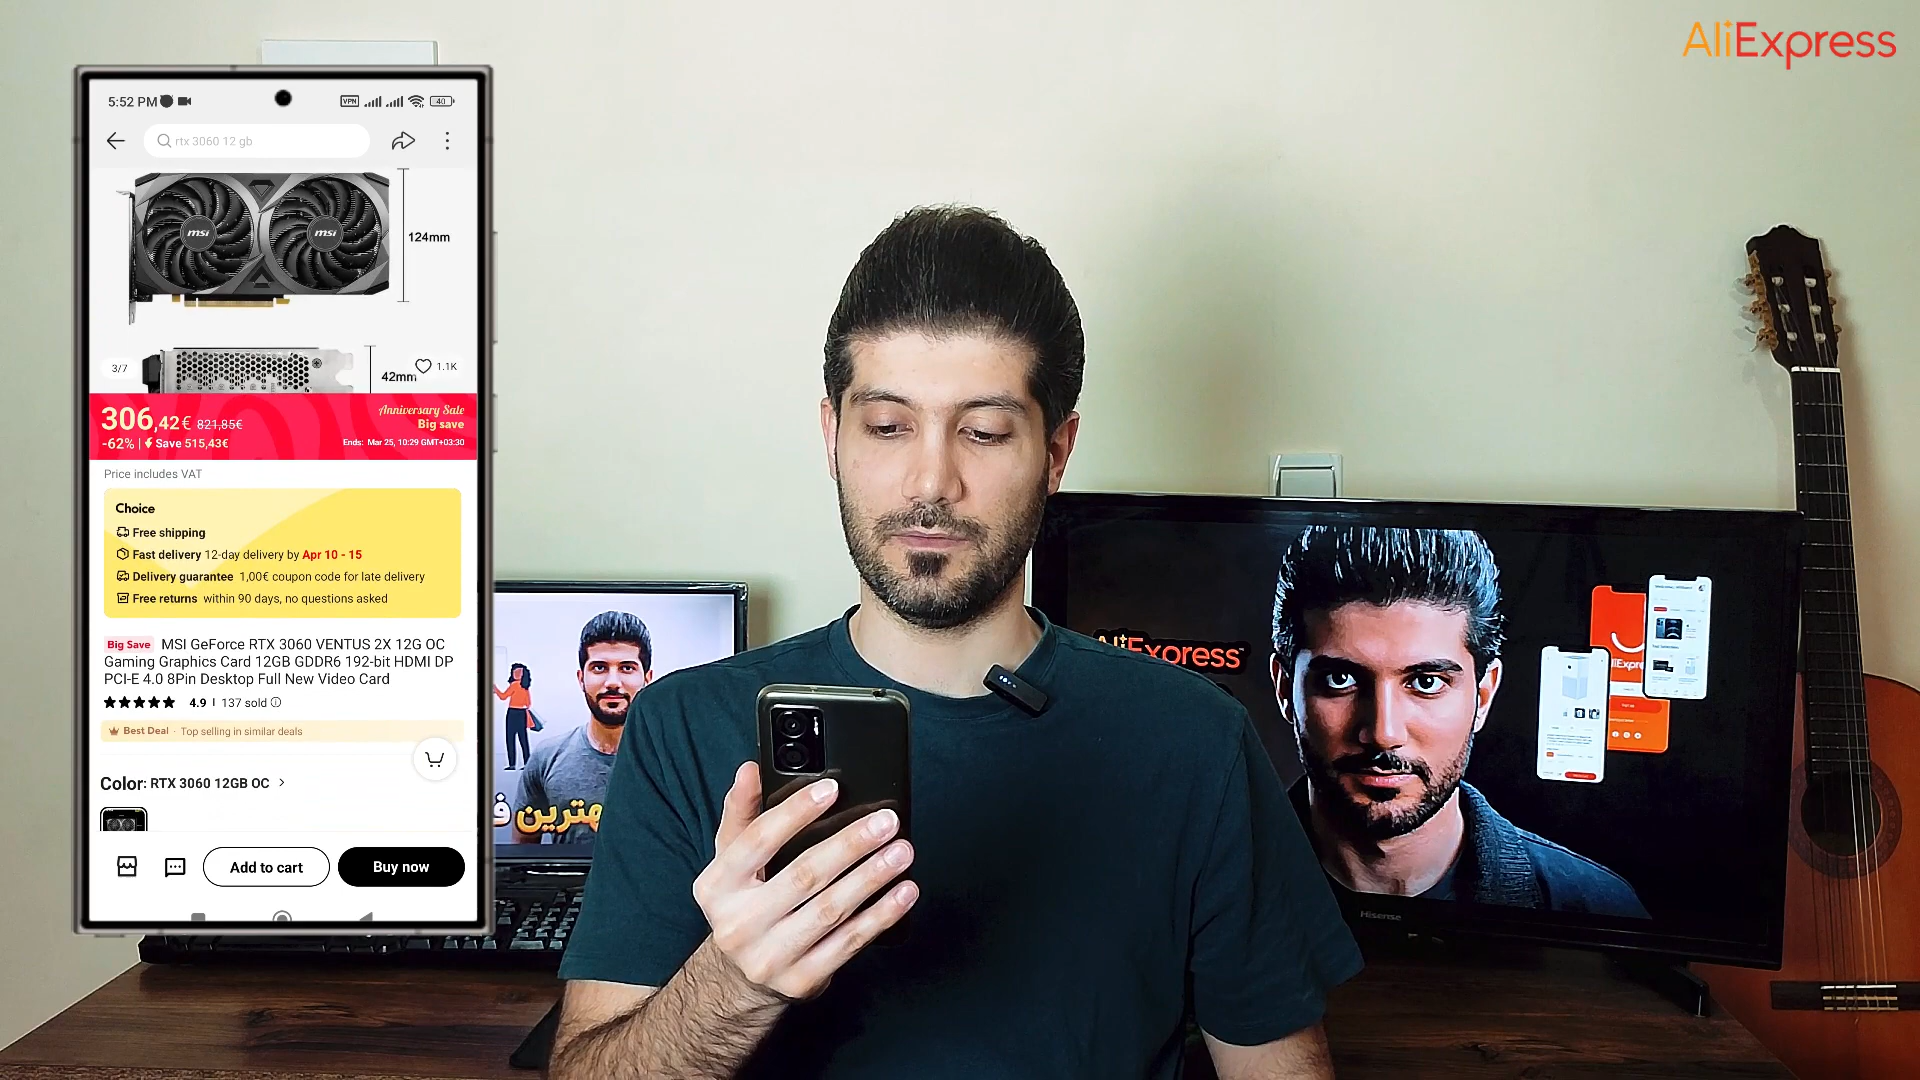 AliExpress
5:52 PM
VPN
40
rtx 3060 12 gb
msi
msi
124mm
3/7
42mm
1.1K
306,42€ 821,85€
-62% | Save 515,43€
Anniversary Sale
Big save
Ends: Mar 25, 10:29 GMT+03:30
Price includes VAT
Choice
Free shipping
Fast delivery 12-day delivery by Apr 10 - 15
Delivery guarantee 1,00€ coupon code for late delivery
Free returns within 90 days, no questions asked
Big Save MSI GeForce RTX 3060 VENTUS 2X 12G OC
Gaming Graphics Card 12GB GDDR6 192-bit HDMI DP
PCI-E 4.0 8Pin Desktop Full New Video Card
4.9 | 137 sold
Best Deal · Top selling in similar deals
Color: RTX 3060 12GB OC >
Add to cart
Buy now
AliExpress
Hisense